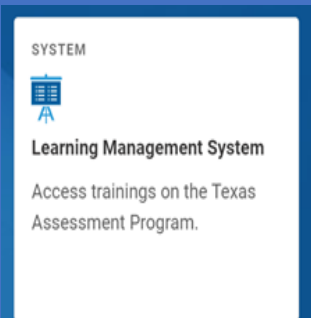 SYSTEM
Learning Management System
Access trainings on the Texas
Assessment Program.